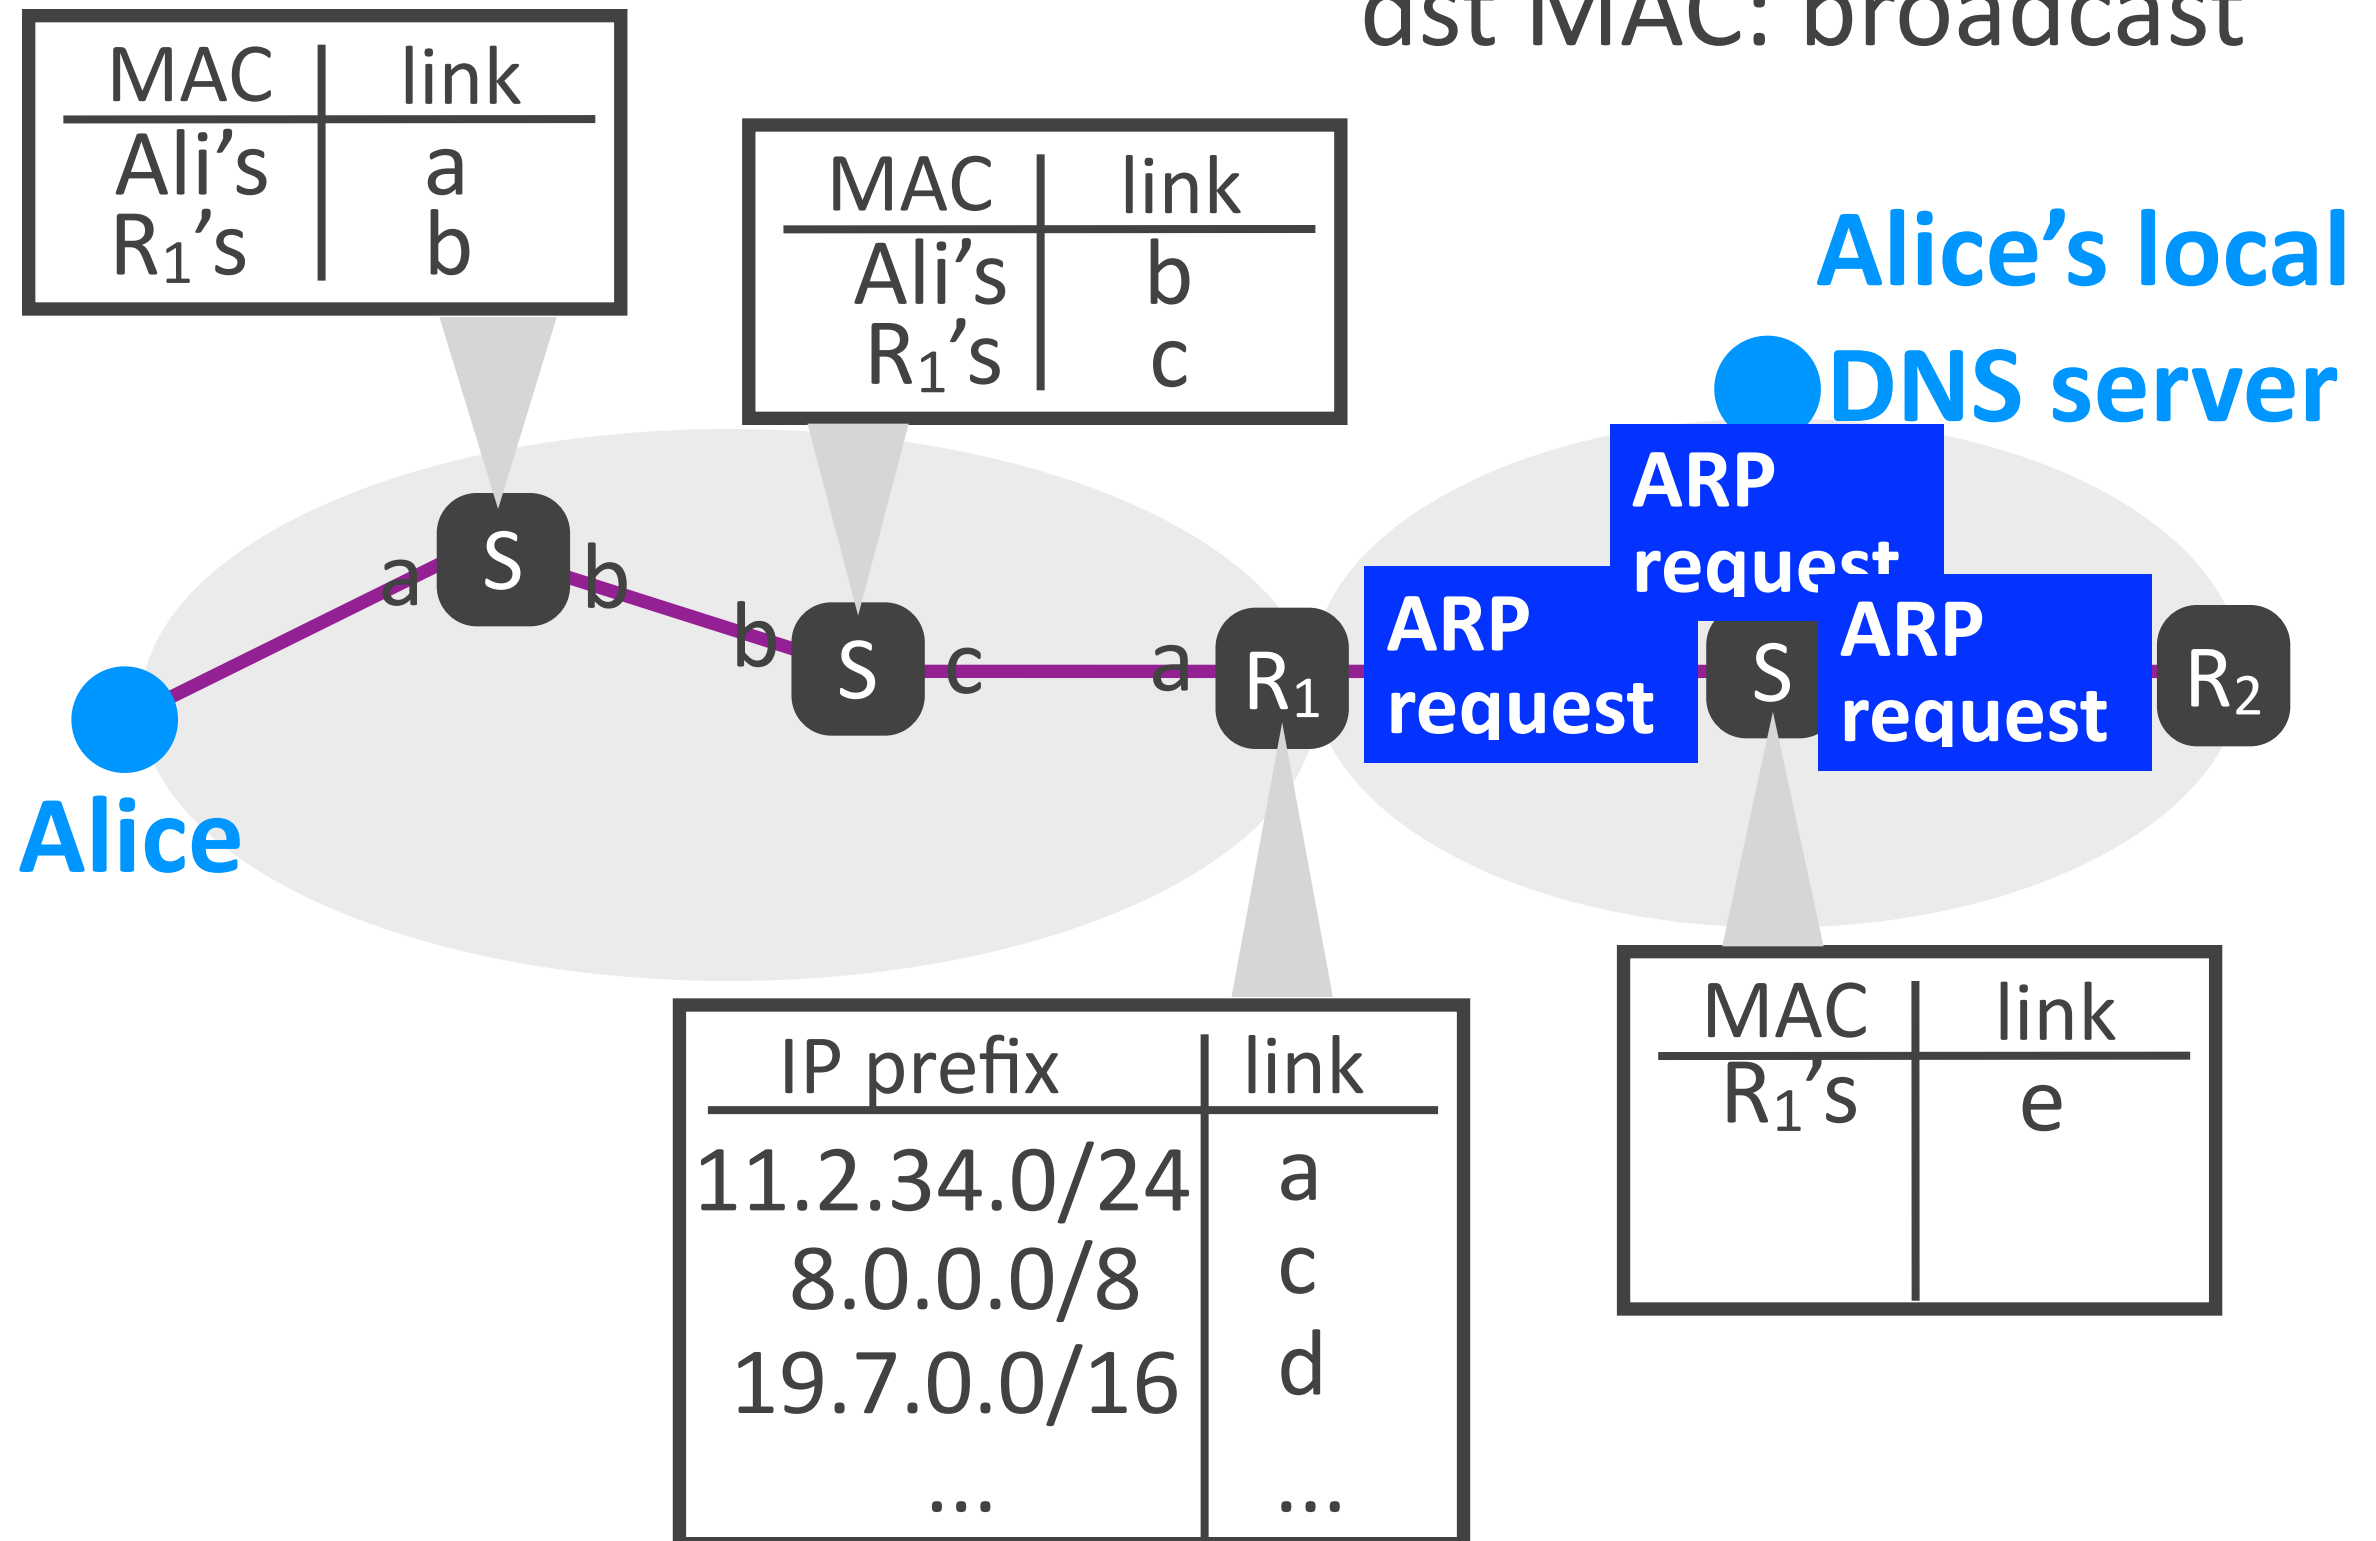 dst MAC: broadcast
MAC link
Ali’s a
R₁’s b
MAC link
Ali’s b
R₁’s c
Alice’s local
DNS server
ARP
request
ARP
request
ARP
request
a S b
b S c
a R₁
S
R₂
Alice
IP prefix link
11.2.34.0/24 a
8.0.0.0/8 c
19.7.0.0/16 d
... ...
MAC link
R₁’s e